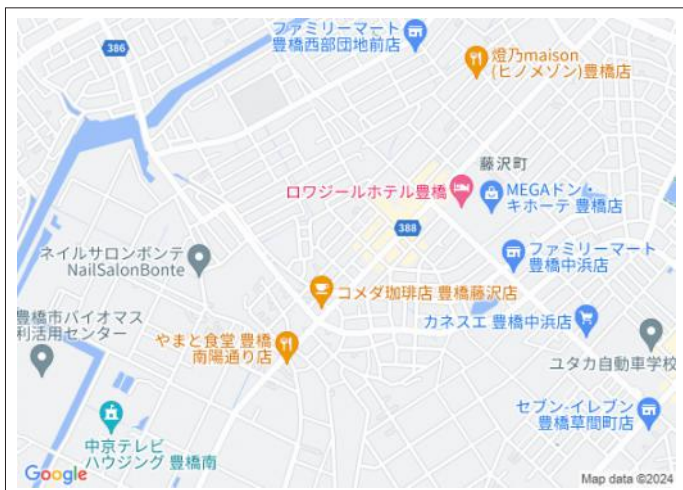 386
ファミリーマート
豊橋西部団地前店
燈乃maison
(ヒノメゾン)豊橋店
藤沢町
ロワジールホテル豊橋
MEGAドン・
キホーテ 豊橋店
388
ファミリーマート
豊橋中浜店
ネイルサロンボンテ
NailSalonBonte
コメダ珈琲店 豊橋藤沢店
豊橋市バイオマス
利活用センター
カネスエ 豊橋中浜店
やまと食堂 豊橋
南陽通り店
ユタカ自動車学校
セブン-イレブン
豊橋草間町店
中京テレビ
ハウジング 豊橋南
Google
Map data ©2024